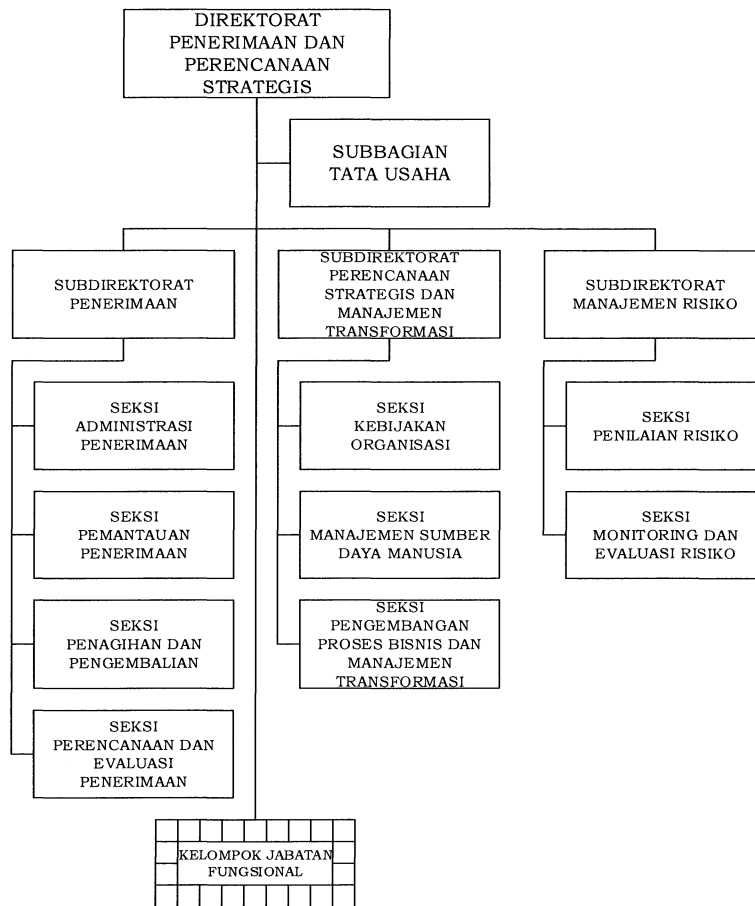 DIREKTORAT
PENERIMAAN DAN
PERENCANAAN
STRATEGIS
SUBBAGIAN
TATA USAHA
SUBDIREKTORAT
PENERIMAAN
SUBDIREKTORAT
PERENCANAAN
STRATEGIS DAN
MANAJEMEN
TRANSFORMASI
SUBDIREKTORAT
MANAJEMEN RISIKO
SEKSI
ADMINISTRASI
PENERIMAAN
SEKSI
KEBIJAKAN
ORGANISASI
SEKSI
PENILAIAN RISIKO
SEKSI
PEMANTAUAN
PENERIMAAN
SEKSI
MANAJEMEN SUMBER
DAYA MANUSIA
SEKSI
MONITORING DAN
EVALUASI RISIKO
SEKSI
PENAGIHAN DAN
PENGEMBALIAN
SEKSI
PENGEMBANGAN
PROSES BISNIS DAN
MANAJEMEN
TRANSFORMASI
SEKSI
PERENCANAAN DAN
EVALUASI
PENERIMAAN
KELOMPOK JABATAN
FUNGSIONAL